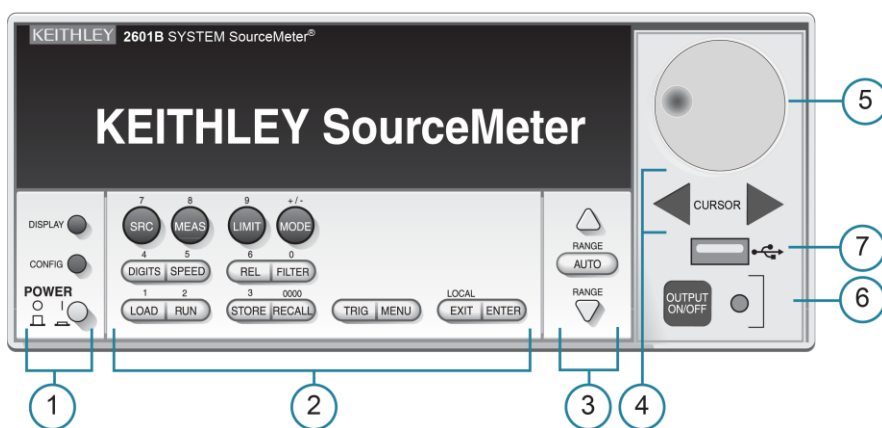 KEITHLEY 2601B SYSTEM SourceMeter®
KEITHLEY SourceMeter
5
CURSOR
7
OUTPUT
ON/OFF
6
DISPLAY
CONFIG
POWER
7 8 9 +/-
SRC MEAS LIMIT MODE
4 5 6 0
DIGITS SPEED REL FILTER
1 2 3 0000 LOCAL
LOAD RUN STORE RECALL TRIG MENU EXIT ENTER
RANGE
AUTO
RANGE
1 2 3 4